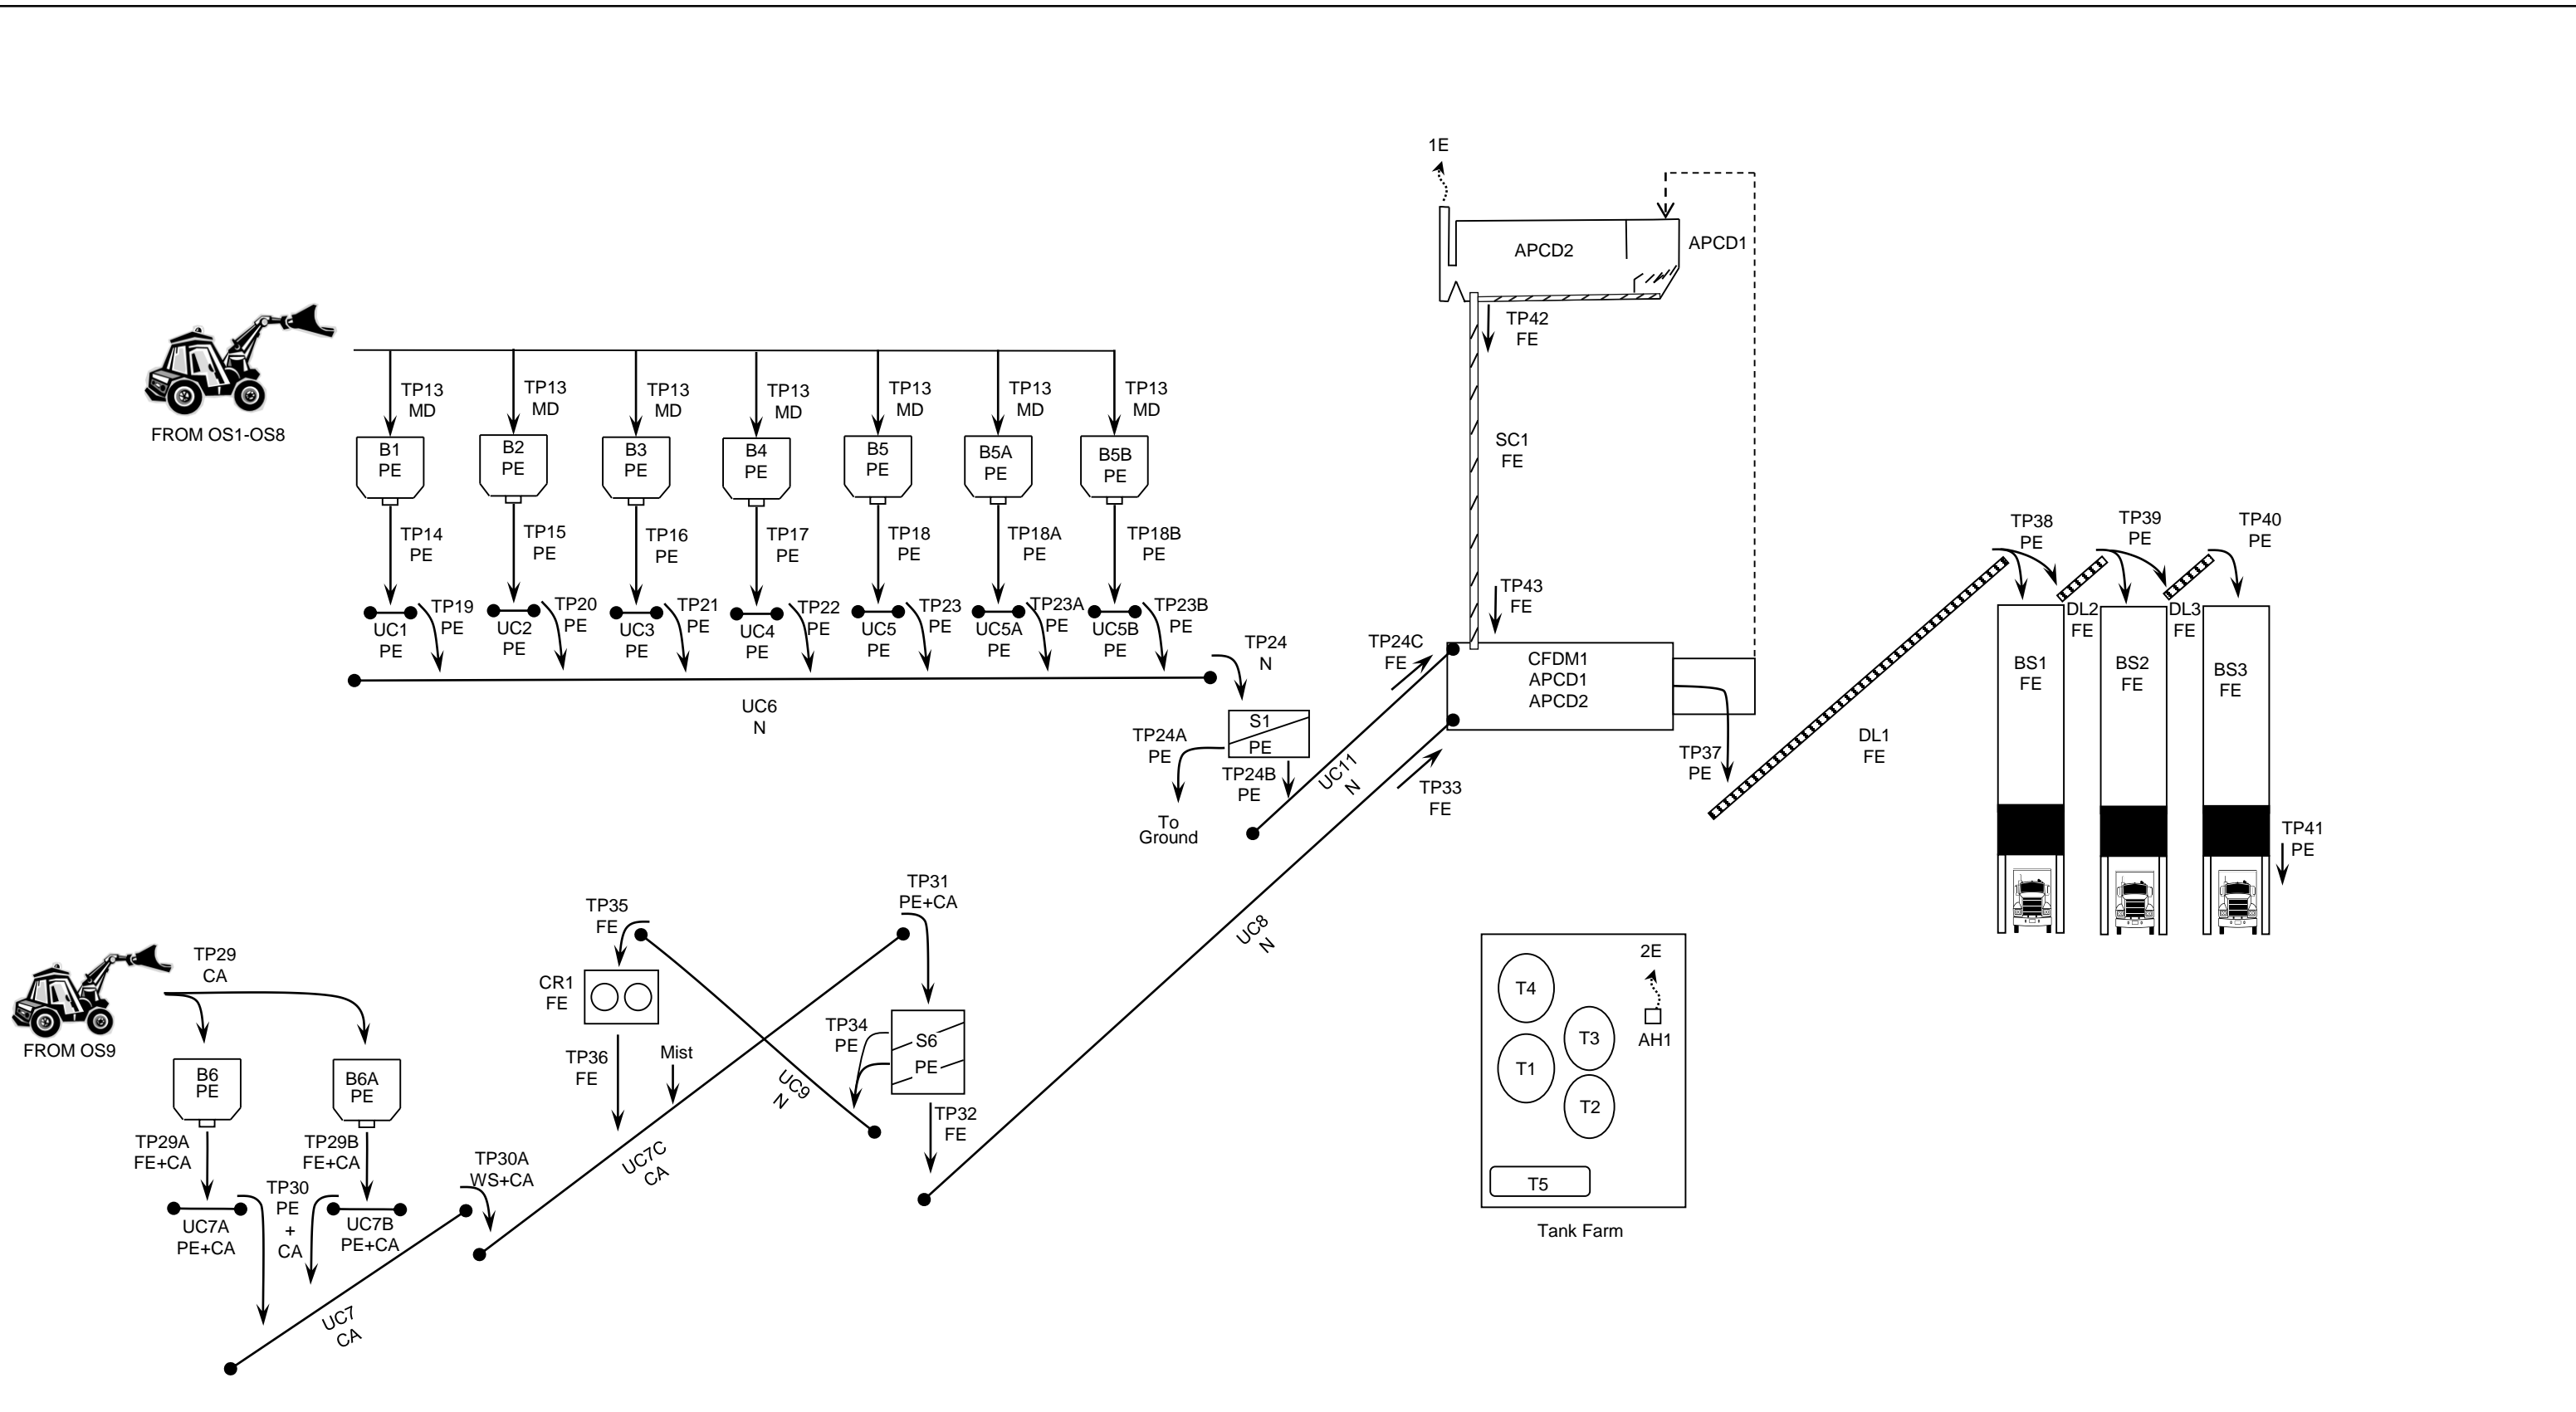 1E
APCD2
APCD1
TP42
FE
SC1
FE
TP43
FE
FROM OS1-OS8
TP13
MD
TP13
MD
TP13
MD
TP13
MD
TP13
MD
TP13
MD
TP13
MD
B1
PE
B2
PE
B3
PE
B4
PE
B5
PE
B5A
PE
B5B
PE
TP14
PE
TP15
PE
TP16
PE
TP17
PE
TP18
PE
TP18A
PE
TP18B
PE
UC1
PE
TP19
PE
UC2
PE
TP20
PE
UC3
PE
TP21
PE
UC4
PE
TP22
PE
UC5
PE
TP23
PE
UC5A
PE
TP23A
PE
UC5B
PE
TP23B
PE
UC6
N
TP24
N
S1
PE
TP24A
PE
To
Ground
TP24B
PE
UC11
N
TP24C
FE
CFDM1
APCD1
APCD2
TP33
FE
TP37
PE
DL1
FE
TP38
PE
TP39
PE
TP40
PE
DL2
FE
DL3
FE
BS1
FE
BS2
FE
BS3
FE
TP41
PE
FROM OS9
TP29
CA
B6
PE
B6A
PE
TP29A
FE+CA
TP29B
FE+CA
UC7A
PE+CA
TP30
PE
+
CA
UC7B
PE+CA
UC7
CA
TP30A
WS+CA
UC7C
CA
Mist
TP35
FE
CR1
FE
TP36
FE
UC9
N
TP31
PE+CA
TP34
PE
S6
PE
TP32
FE
UC8
N
T4
T3
T1
T2
T5
2E
AH1
Tank Farm